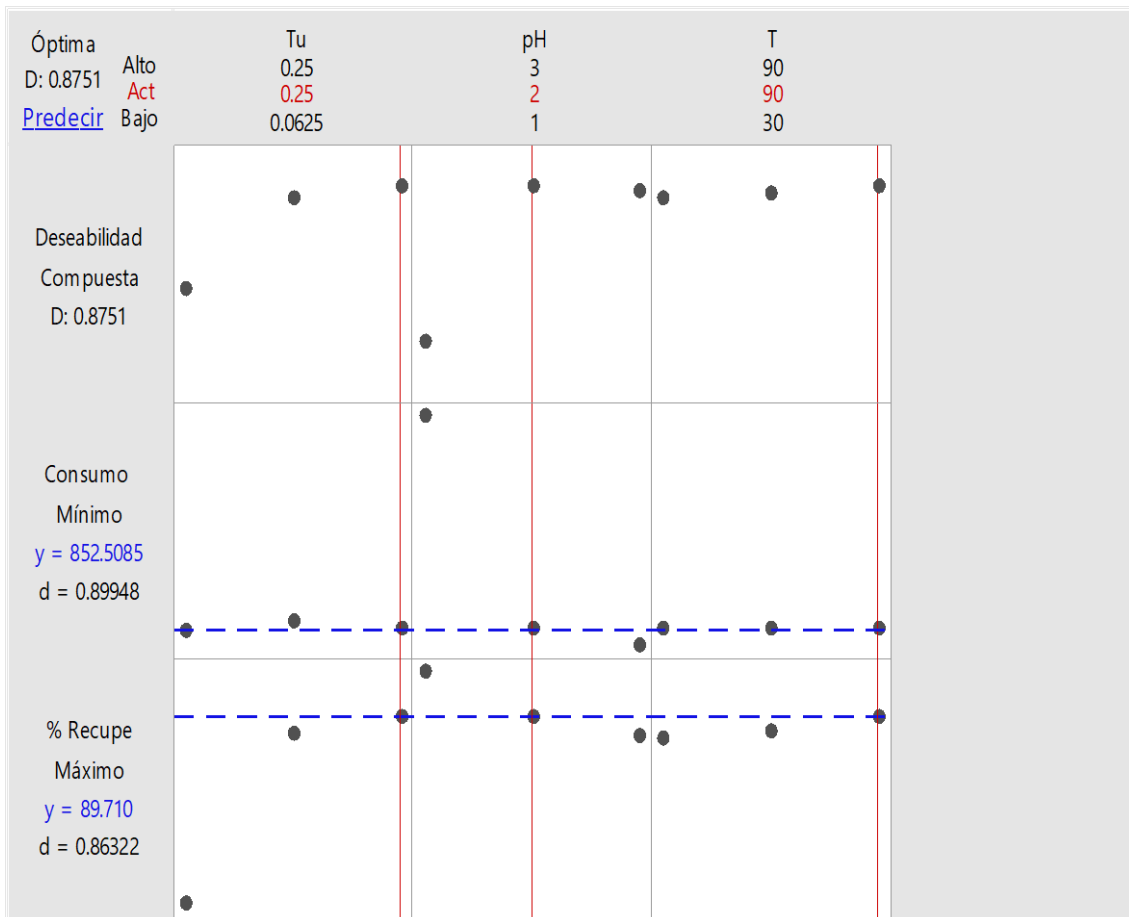 Óptima
D: 0.8751
Predecir
Alto
Act
Bajo
Tu
0.25
0.25
0.0625
pH
3
2
1
T
90
90
30
Deseabilidad
Compuesta
D: 0.8751
Consumo
Mínimo
y = 852.5085
d = 0.89948
% Recupe
Máximo
y = 89.710
d = 0.86322